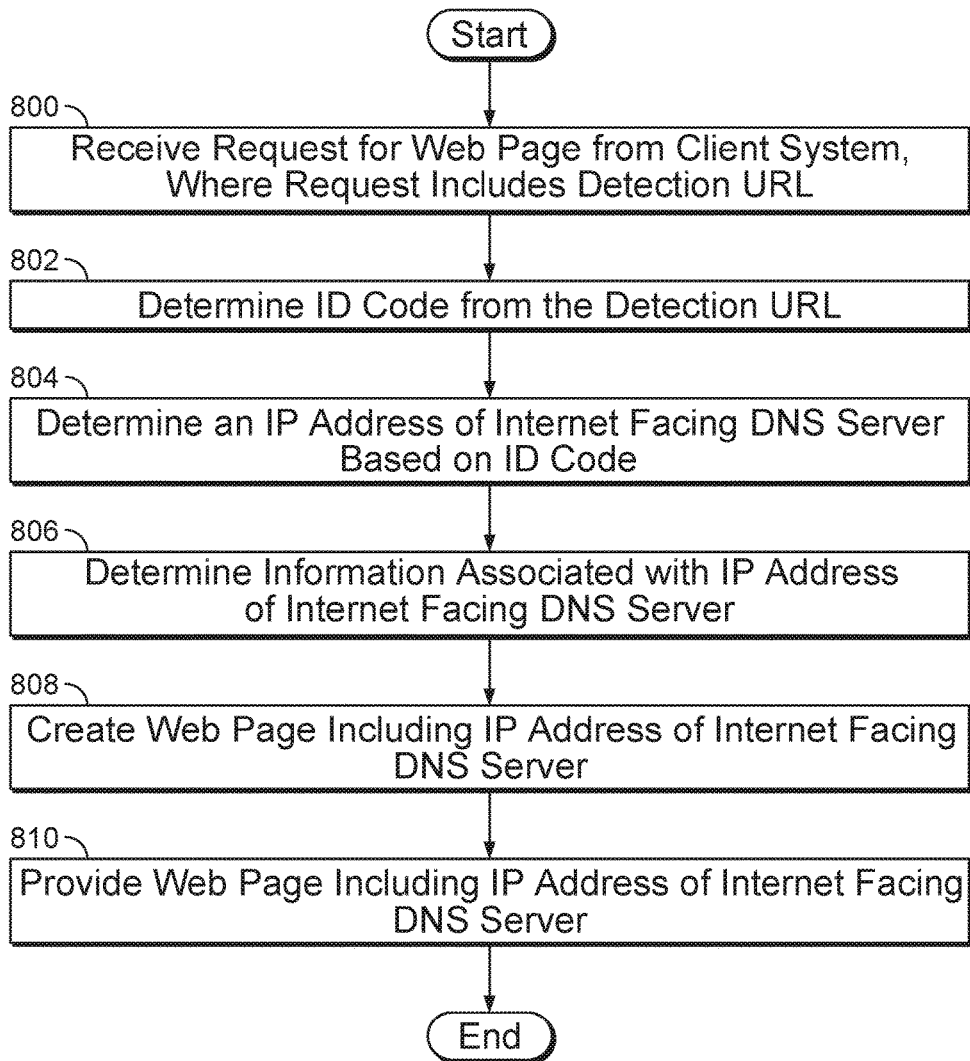 Start
800
Receive Request for Web Page from Client System,
Where Request Includes Detection URL
802
Determine ID Code from the Detection URL
804
Determine an IP Address of Internet Facing DNS Server
Based on ID Code
806
Determine Information Associated with IP Address
of Internet Facing DNS Server
808
Create Web Page Including IP Address of Internet Facing
DNS Server
810
Provide Web Page Including IP Address of Internet Facing
DNS Server
End